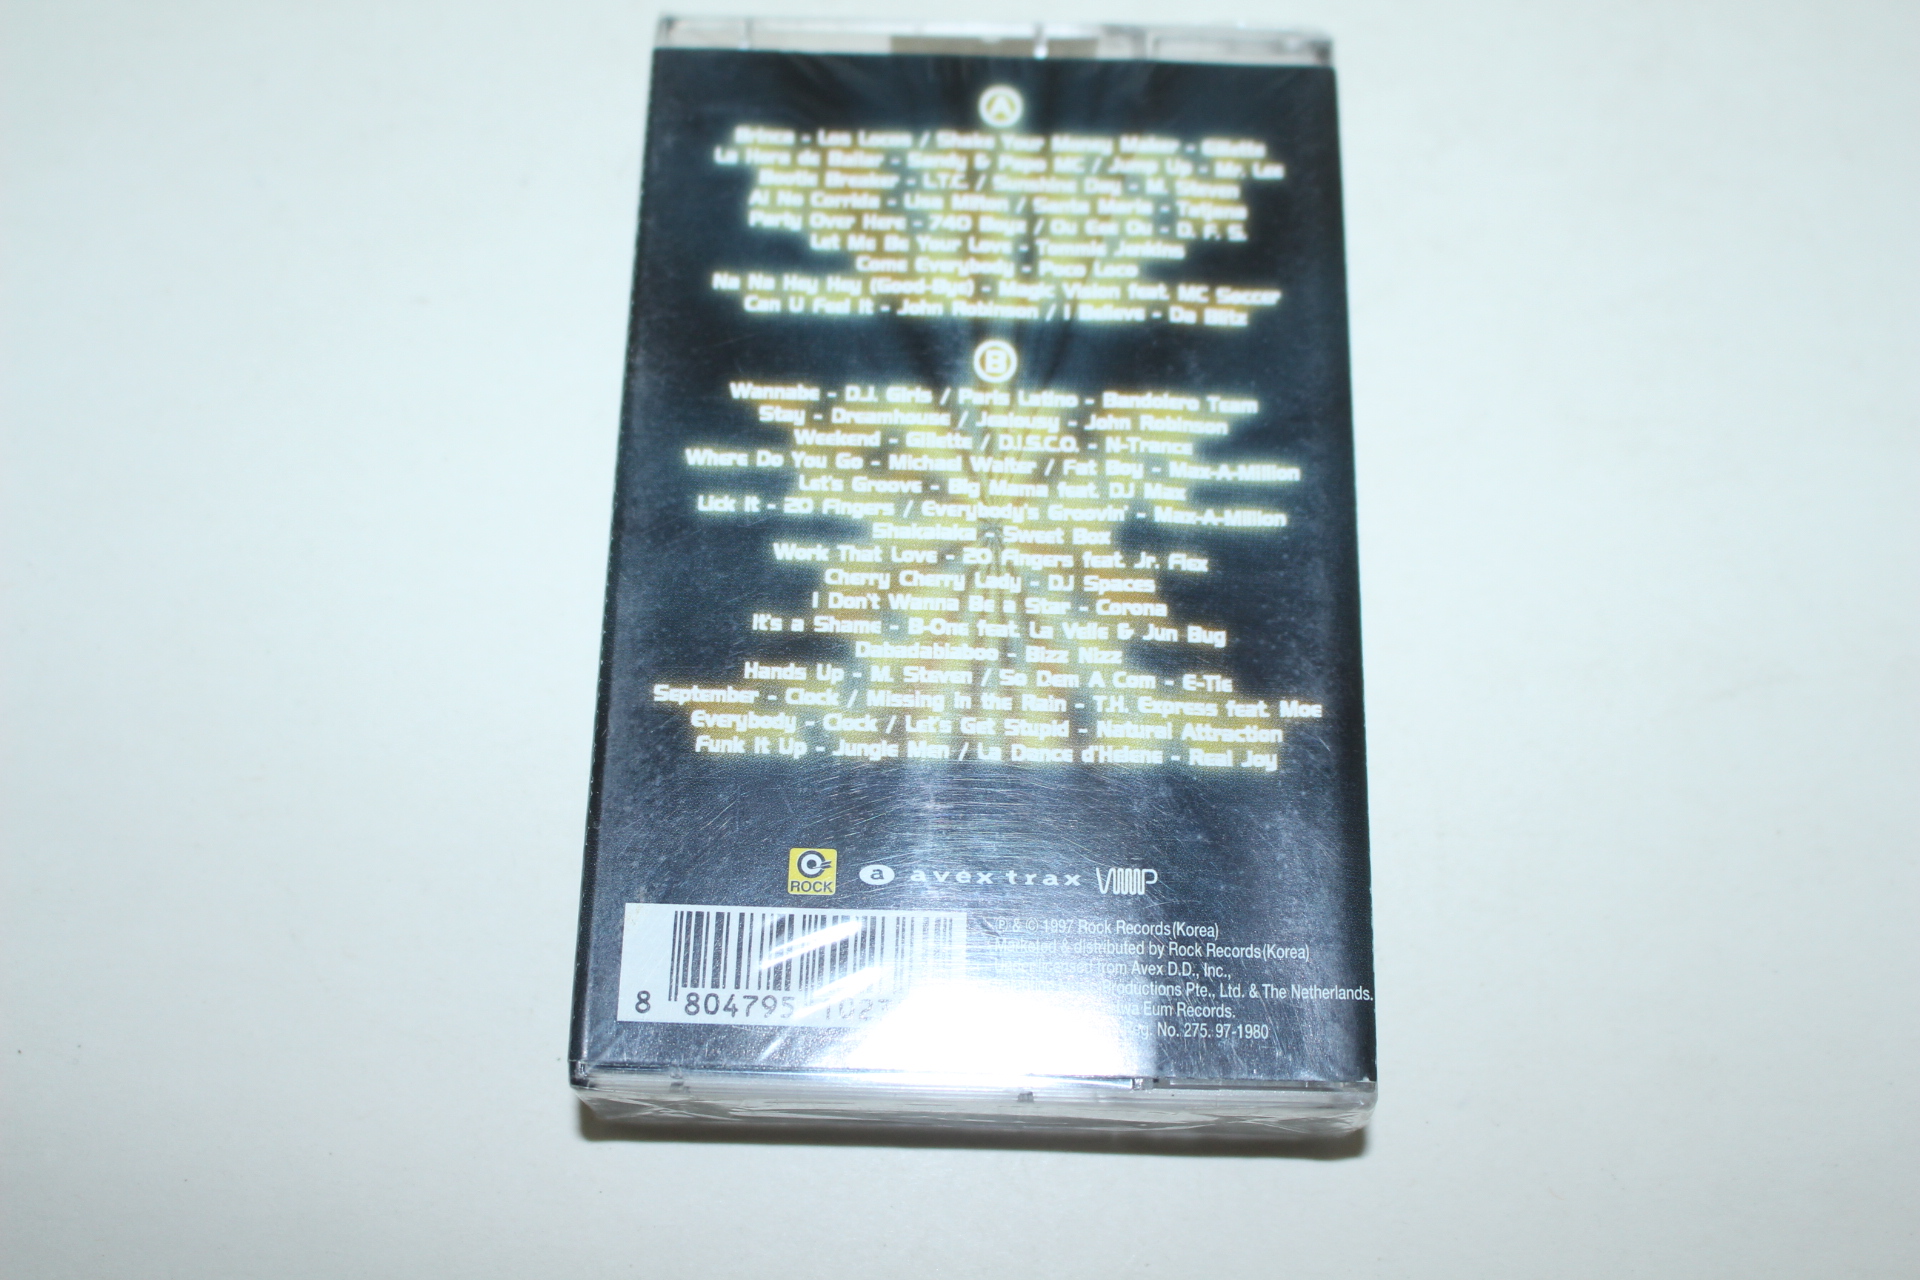 A
Brinca - Los Locos / Shake Your Money Maker - Gillette
La Hora de Bailar - Sandy & Papo MC / Jump Up - Mr. Lee
Beetle Breaker - L.T.C. / Sunshine Day - M. Steven
Ai No Corrida - Lisa Millen / Santa Maria - Tatjana
Party Over Here - 740 Boyz / Ou Est Ou - D. F. S.
Let Me Be Your Love - Tommie Jenkins
Come Everybody - Poco Loco
Na Na Hey Hey (Good-Bye) - Magic Vision feat. MC Soccer
Can U Feel It - John Robinson / I Believe - Da Blitz
B
Wannabe - D.J. Girls / Paris Latino - Bandolero Team
Stay - Dreamhouse / Jealousy - John Robinson
Weekend - Gillette / D.I.S.C.O. - N-Trance
Where Do You Go - Michael Walter / Fat Boy - Max-A-Million
Let's Groove - Big Mama feat. DJ Max
Lick It - 20 Fingers / Everybody's Groovin' - Max-A-Million
Shakalaka - Sweet Box
Work That Love - 20 Fingers feat. Jr. Flex
Cherry Cherry Lady - DJ Spaces
I Don't Wanna Be a Star - Corona
It's a Shame - B-One feat. La Velle & Jun Bug
Dabadabiaboo - Bizz Nizz
Hands Up - M. Steven / So Dem A Com - E-Tie
September - Clock / Missing in the Rain - T.H. Express feat. Moe
Everybody - Clock / Let's Get Stupid - Natural Attraction
Funk It Up - Jungle Men / La Dance d'Helene - Real Joy
ROCK a avex trax VMP
8 804795 102
℗ & © 1997 Rock Records(Korea)
Marketed & distributed by Rock Records(Korea)
Under licensed from Avex D.D., Inc.,
Productions Pte., Ltd. & The Netherlands.
Eum Records.
Reg. No. 275. 97-1980